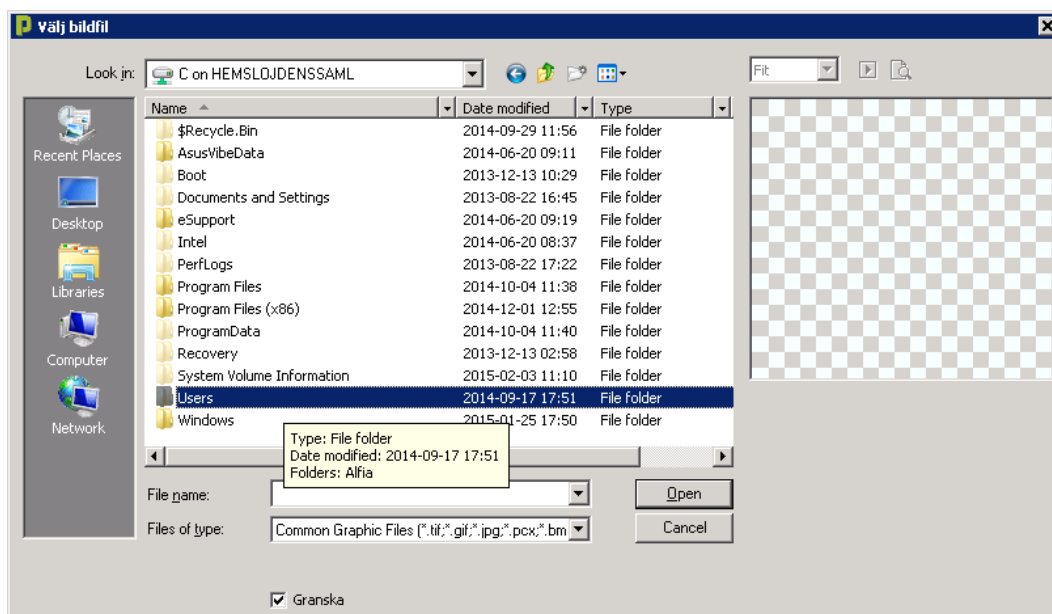 Välj bildfil
Look in: C on HEMSLOJDENSSAML
Fit
Name Date modified Type
$Recycle.Bin 2014-09-29 11:56 File folder
AsusVibeData 2014-06-20 09:11 File folder
Boot 2013-12-13 10:29 File folder
Documents and Settings 2013-08-22 16:45 File folder
eSupport 2014-06-20 09:19 File folder
Intel 2014-06-20 08:37 File folder
PerfLogs 2013-08-22 17:22 File folder
Program Files 2014-10-04 11:38 File folder
Program Files (x86) 2014-12-01 12:55 File folder
ProgramData 2014-10-04 11:40 File folder
Recovery 2013-12-13 02:58 File folder
System Volume Information 2015-02-03 11:10 File folder
Users 2014-09-17 17:51 File folder
Windows 2015-01-25 17:50 File folder
Recent Places
Desktop
Libraries
Computer
Network
Type: File folder
Date modified: 2014-09-17 17:51
Folders: Alfia
File name:
Open
Files of type: Common Graphic Files (*.tif;*.gif;*.jpg;*.pcx;*.bm
Cancel
Granska